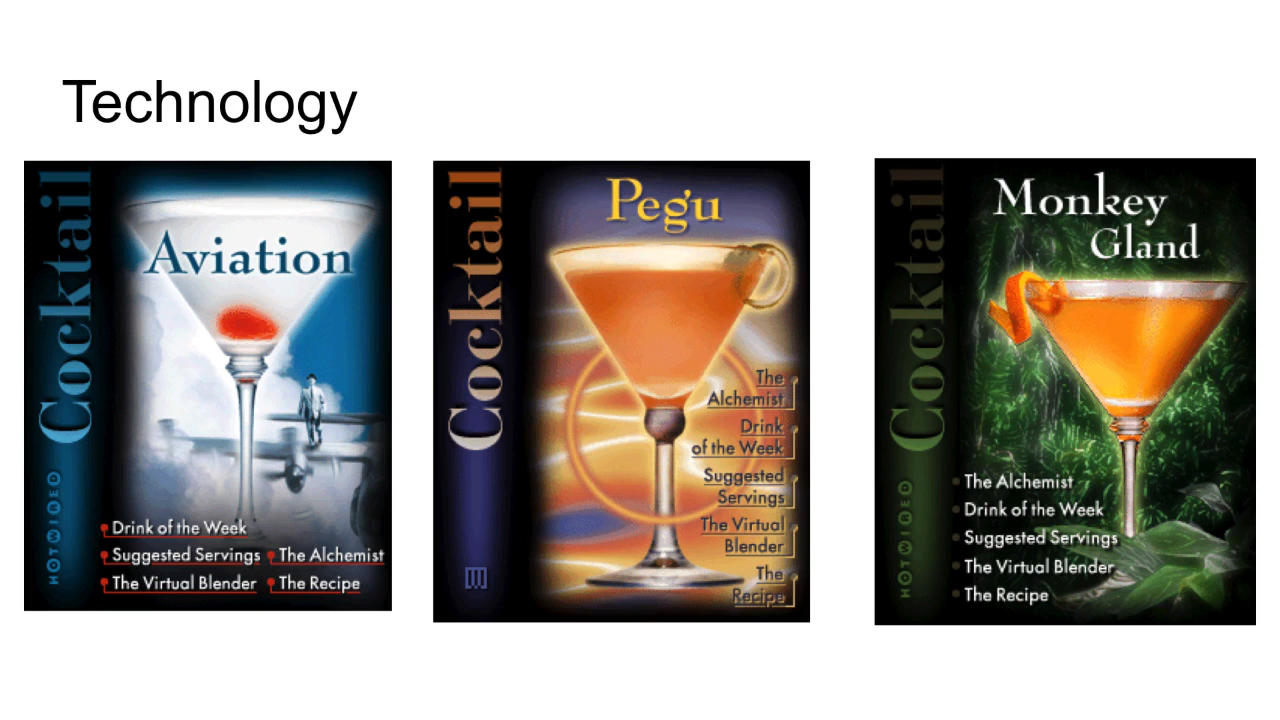 Technology
Cocktail
Aviation
HOTWIRED
Drink of the Week
Suggested Servings
The Alchemist
The Virtual Blender
The Recipe
Cocktail
Pegu
The
Alchemist
Drink
of the Week
Suggested
Servings
The Virtual
Blender
The
Recipe
Cocktail
Monkey
Gland
HOTWIRED
The Alchemist
Drink of the Week
Suggested Servings
The Virtual Blender
The Recipe